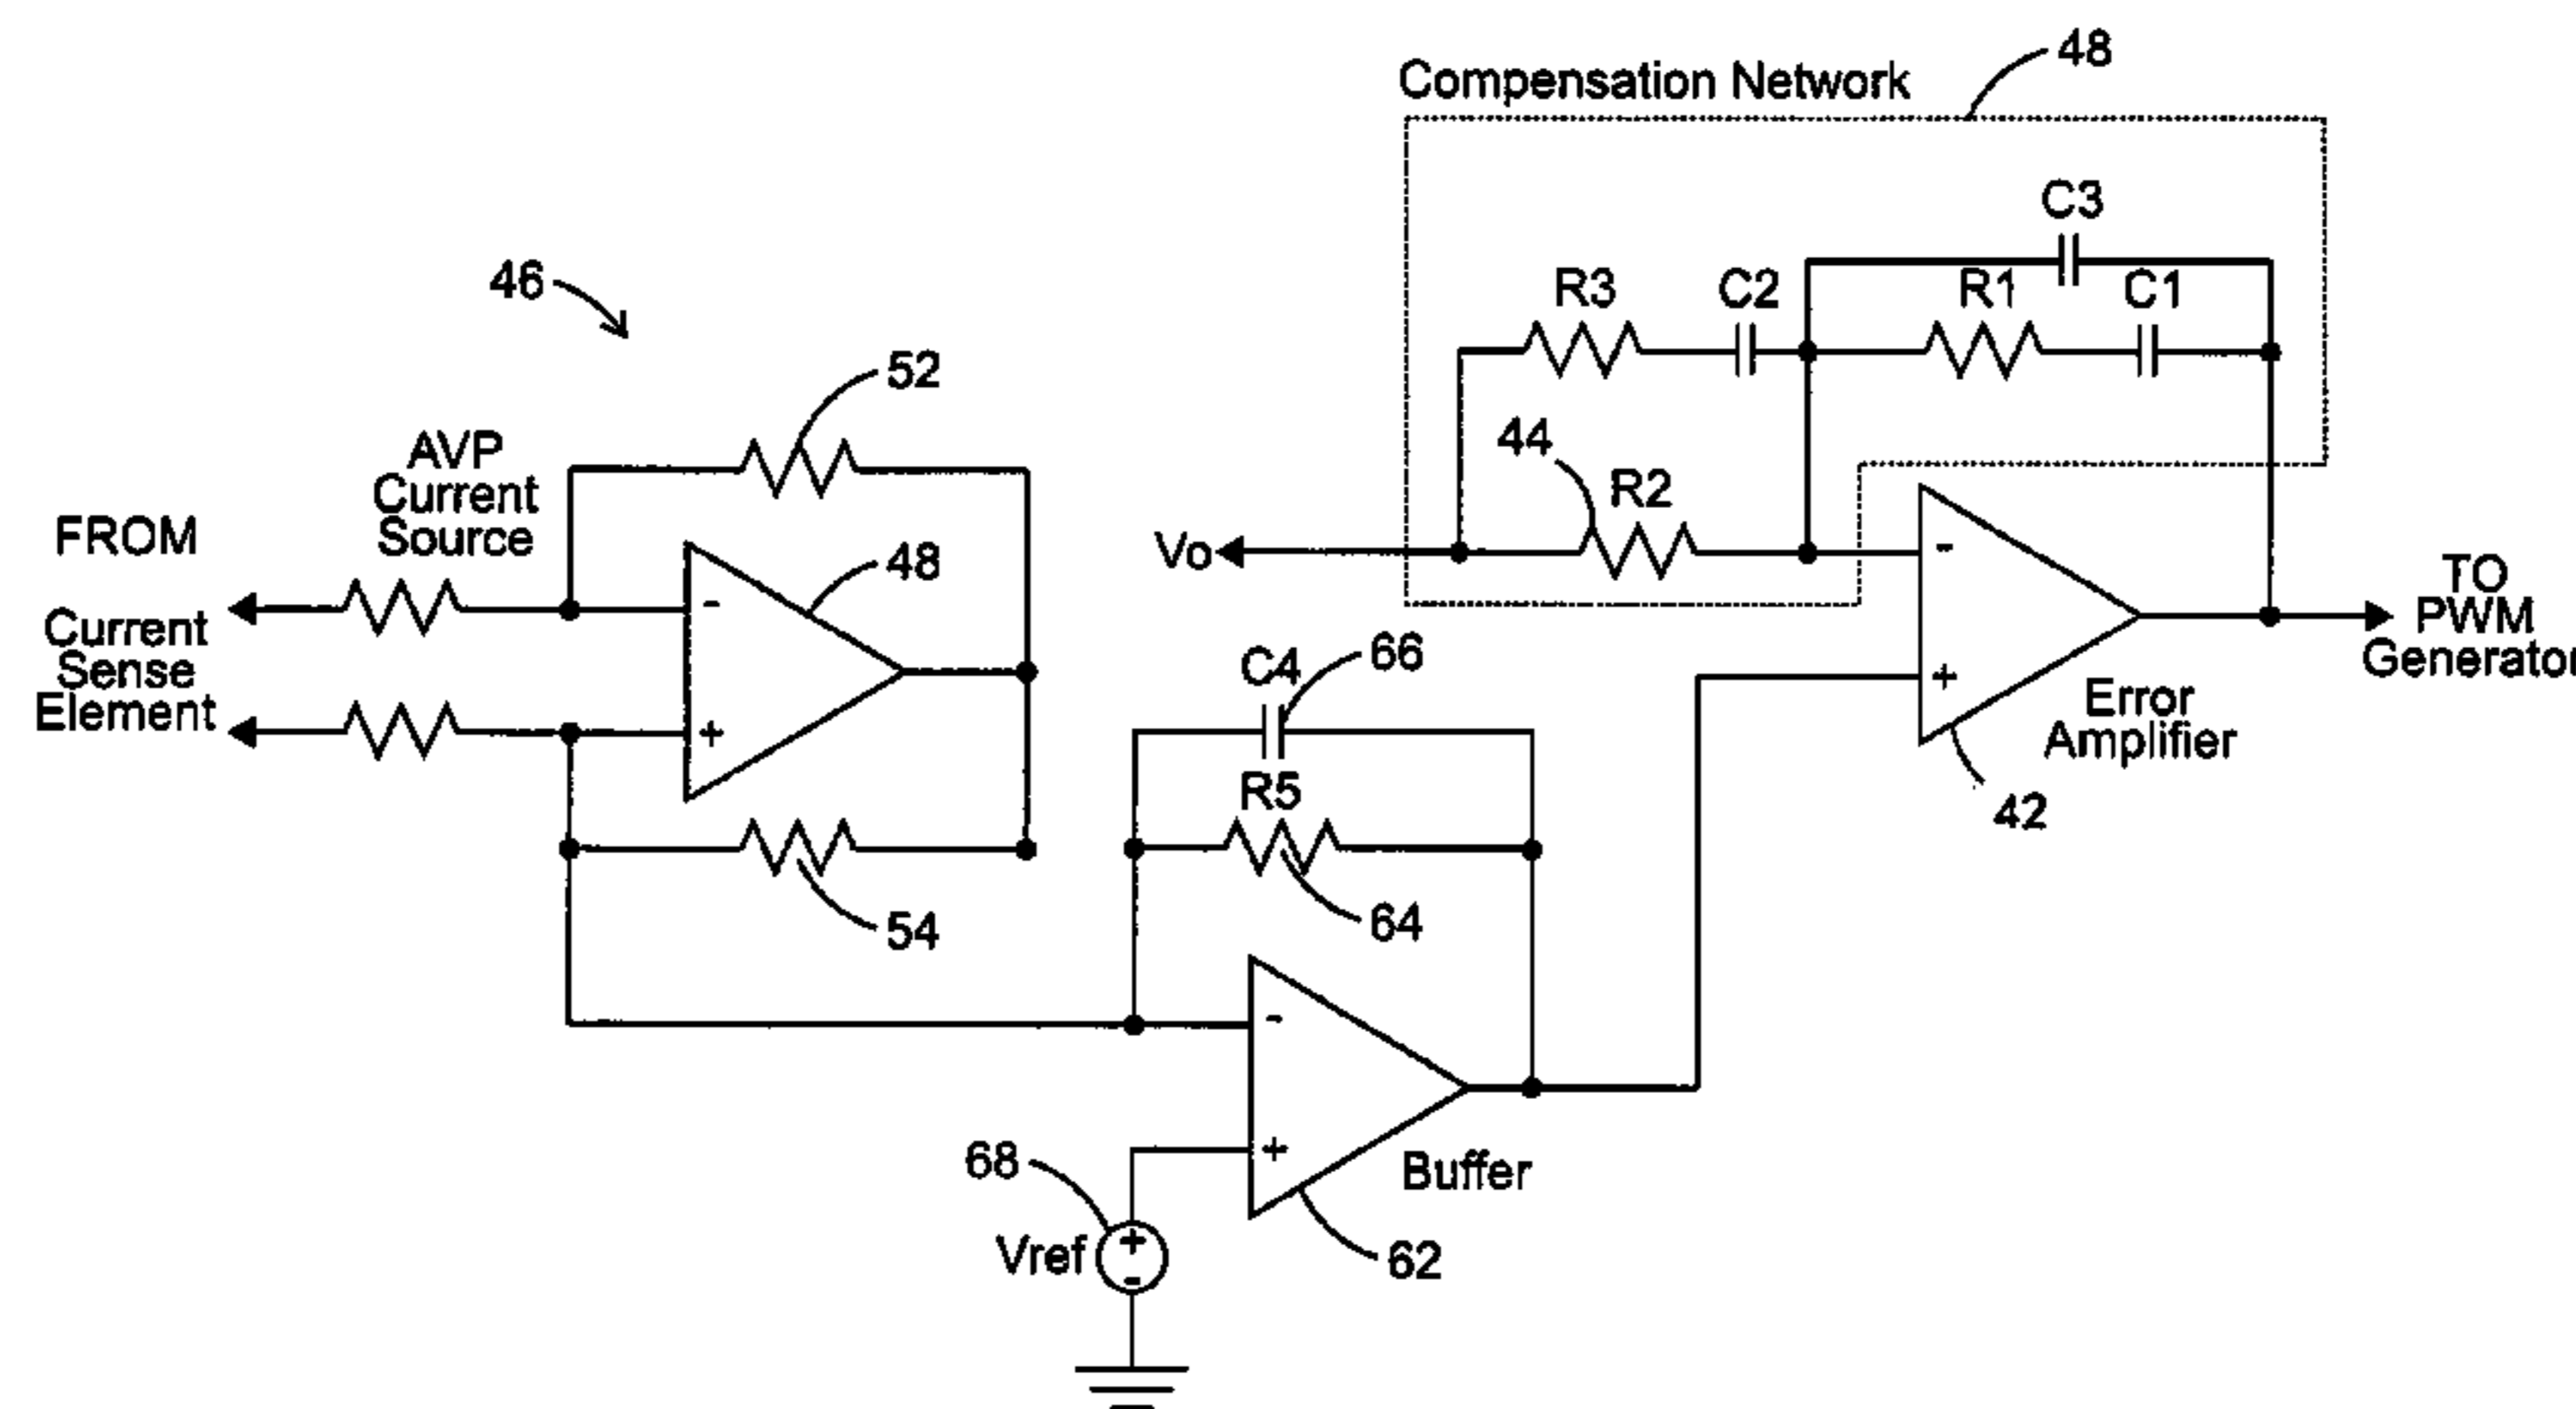 Compensation Network
48
C3
R3
C2
R1
C1
46
52
44
R2
AVP
Current
Source
FROM
48
Vo
-
-
TO
PWM
Generator
Current
Sense
Element
+
C4
66
+
Error
Amplifier
42
R5
54
64
-
68
+
Buffer
Vref
+
-
62